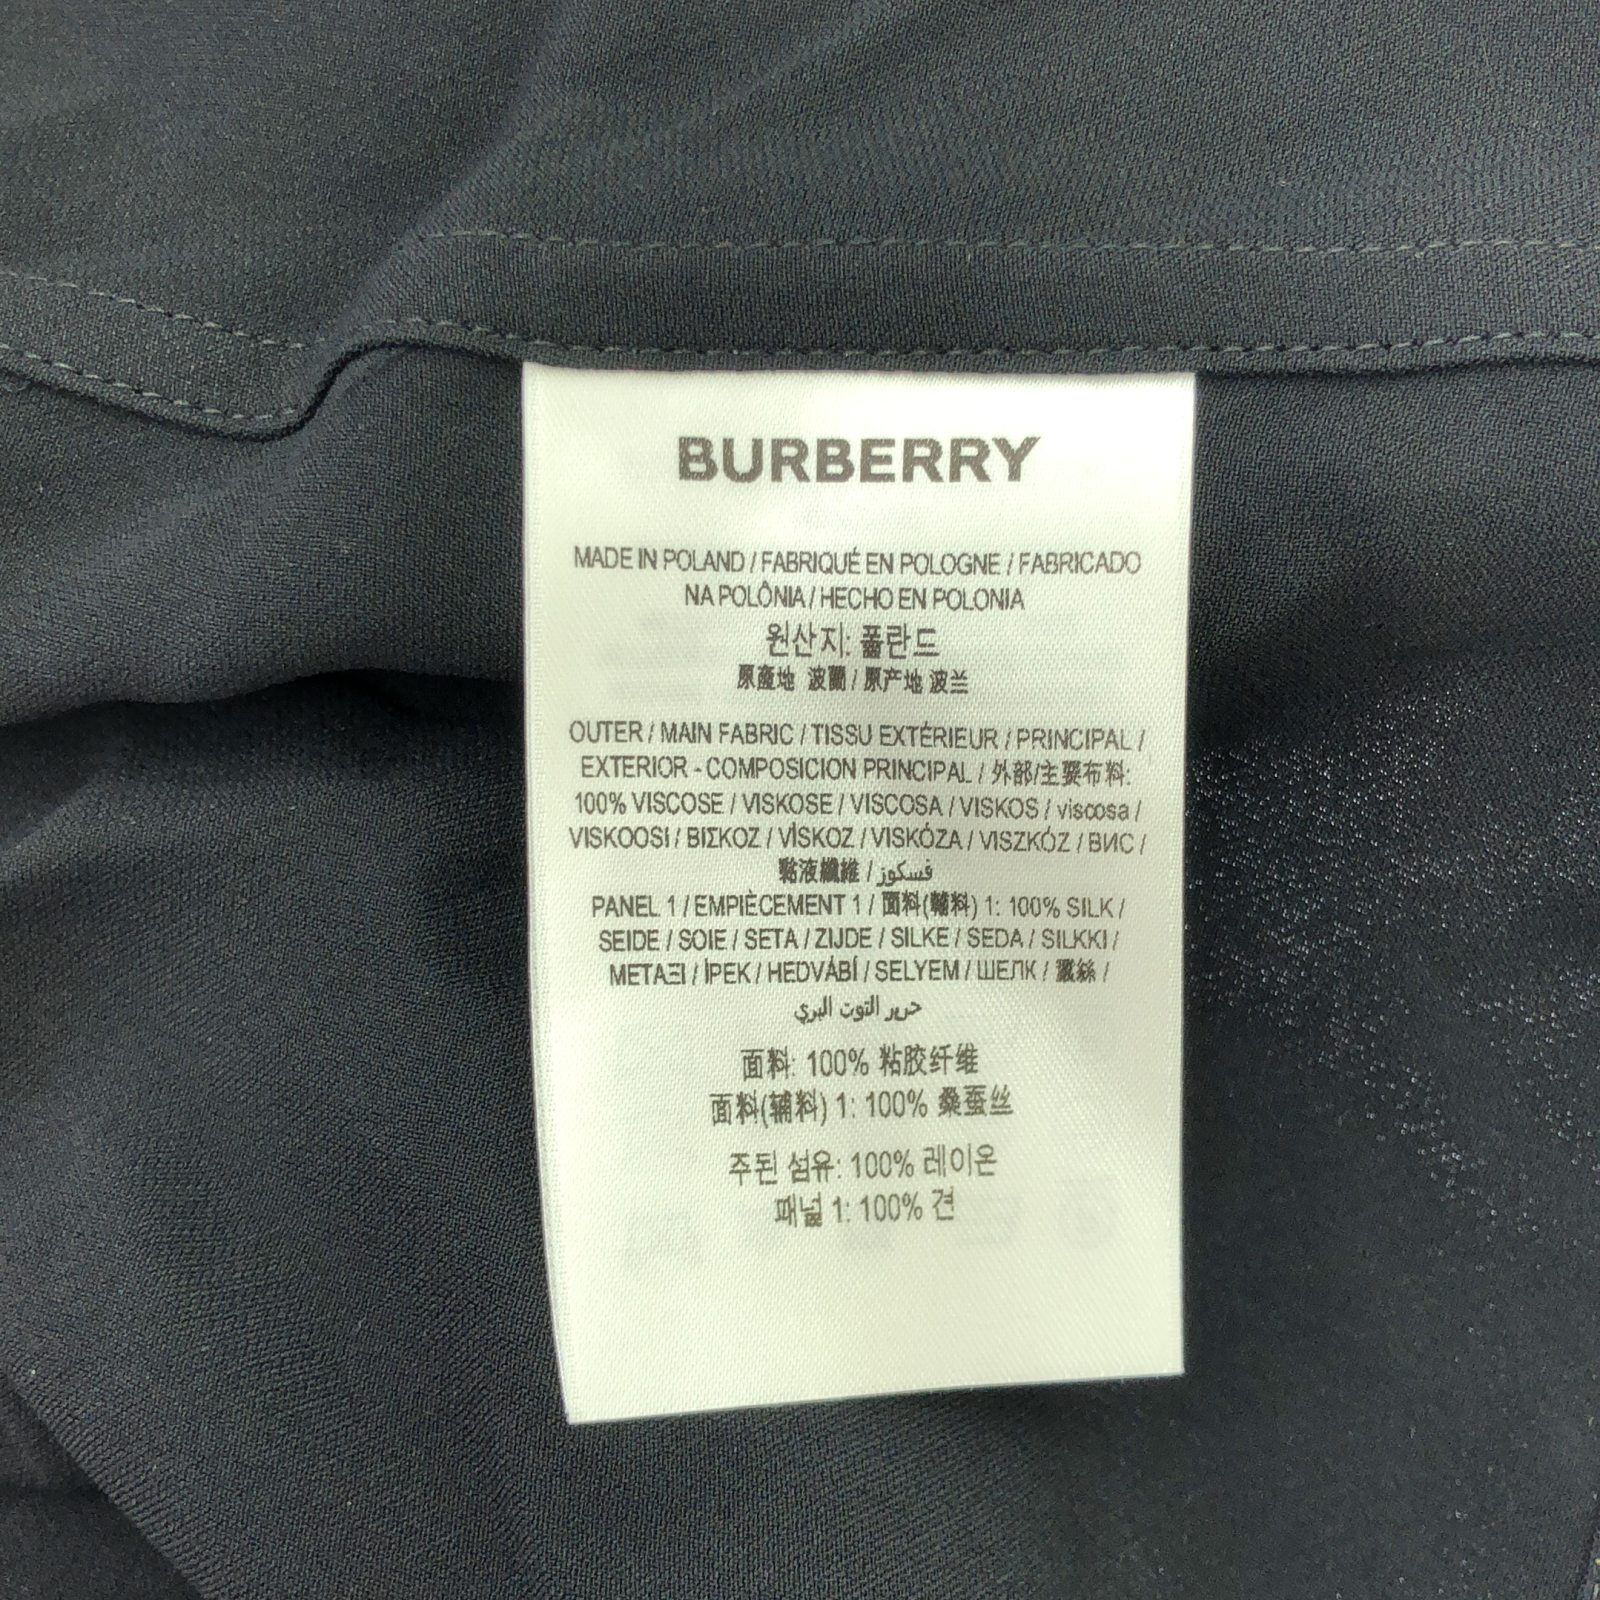 BURBERRY
MADE IN POLAND / FABRIQUÉ EN POLOGNE / FABRICADO
NA POLÔNIA / HECHO EN POLONIA
원산지: 폴란드
原產地 波蘭 / 原产地 波兰
OUTER / MAIN FABRIC / TISSU EXTÉRIEUR / PRINCIPAL /
EXTERIOR - COMPOSICION PRINCIPAL / 外部/主要布料:
100% VISCOSE / VISKOSE / VISCOSA / VISKOS / viscosa /
VISKOOSI / ΒΙΣΚΟΖ / VİSKOZ / VISKÓZA / VISZKÓZ / ВИС /
黏液纖維 / فسكوز
PANEL 1 / EMPIÈCEMENT 1 / 面料(輔料) 1: 100% SILK /
SEIDE / SOIE / SETA / ZIJDE / SILKE / SEDA / SILKKI /
ΜΕΤΑΞΙ / İPEK / HEDVÁBÍ / SELYEM / ШЕЛК / 蠶絲 /
حرير التوت البري
面料: 100% 粘胶纤维
面料(辅料) 1: 100% 桑蚕丝
주된 섬유: 100% 레이온
패널 1: 100% 견